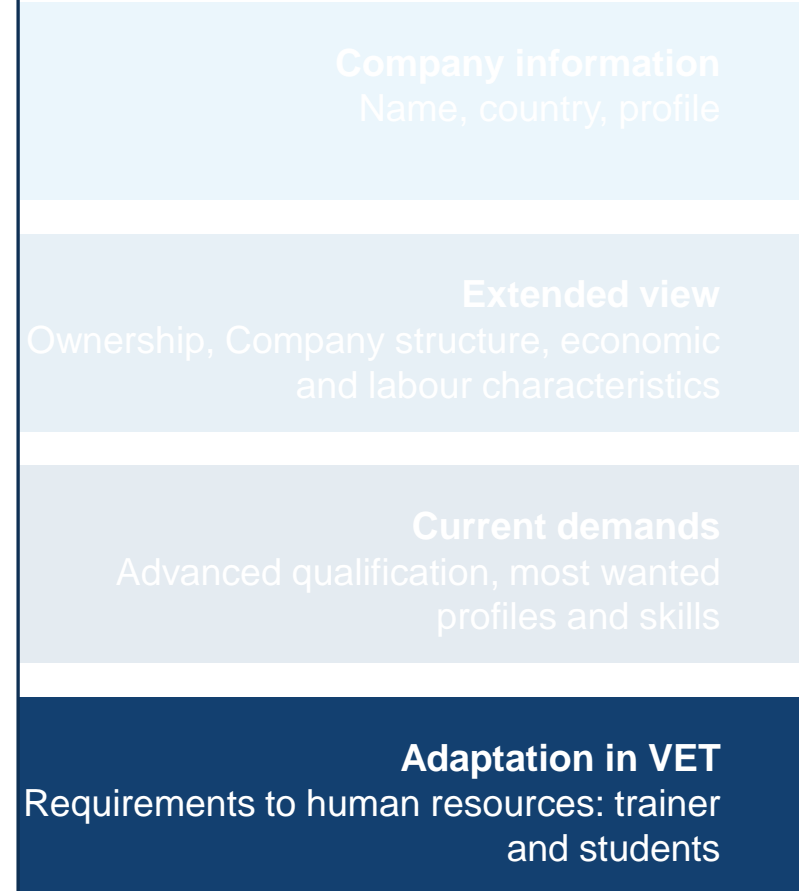 Company information
Name, country, profile
Extended view
Ownership, Company structure, economic
and labour characteristics
Current demands
Advanced qualification, most wanted
profiles and skills
Adaptation in VET
Requirements to human resources: trainer
and students